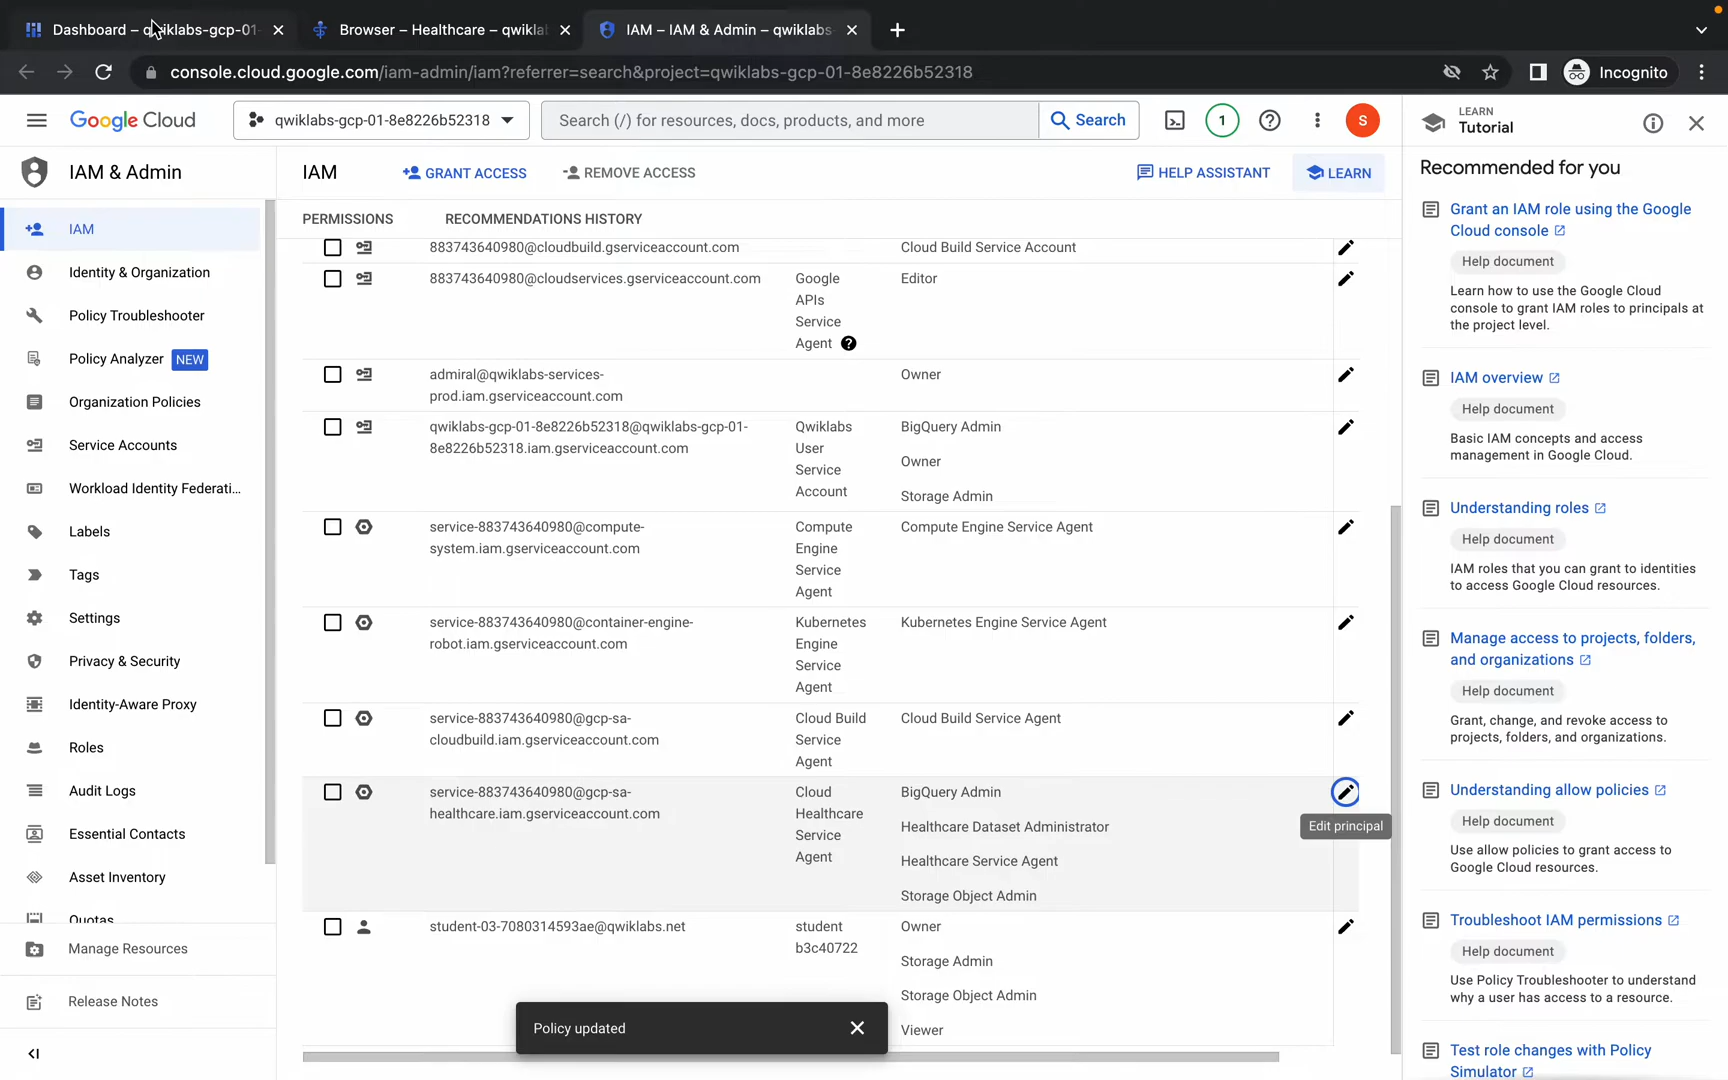 Dashboard – qwiklabs-gcp-01-
Browser – Healthcare – qwikla
IAM – IAM & Admin – qwiklabs-
console.cloud.google.com/iam-admin/iam?referrer=search&project=qwiklabs-gcp-01-8e8226b52318
Incognito
Google Cloud
qwiklabs-gcp-01-8e8226b52318
Search (/) for resources, docs, products, and more
Search
1
S
LEARN
Tutorial
IAM & Admin
IAM
GRANT ACCESS
REMOVE ACCESS
HELP ASSISTANT
LEARN
IAM
Identity & Organization
Policy Troubleshooter
Policy Analyzer NEW
Organization Policies
Service Accounts
Workload Identity Federati...
Labels
Tags
Settings
Privacy & Security
Identity-Aware Proxy
Roles
Audit Logs
Essential Contacts
Asset Inventory
Quotas
Manage Resources
Release Notes
PERMISSIONS
RECOMMENDATIONS HISTORY
883743640980@cloudbuild.gserviceaccount.com
Cloud Build Service Account
883743640980@cloudservices.gserviceaccount.com
Google
APIs
Service
Agent
Editor
admiral@qwiklabs-services-
prod.iam.gserviceaccount.com
Owner
qwiklabs-gcp-01-8e8226b52318@qwiklabs-gcp-01-
8e8226b52318.iam.gserviceaccount.com
Qwiklabs
User
Service
Account
BigQuery Admin
Owner
Storage Admin
service-883743640980@compute-
system.iam.gserviceaccount.com
Compute
Engine
Service
Agent
Compute Engine Service Agent
service-883743640980@container-engine-
robot.iam.gserviceaccount.com
Kubernetes
Engine
Service
Agent
Kubernetes Engine Service Agent
service-883743640980@gcp-sa-
cloudbuild.iam.gserviceaccount.com
Cloud Build
Service
Agent
Cloud Build Service Agent
service-883743640980@gcp-sa-
healthcare.iam.gserviceaccount.com
Cloud
Healthcare
Service
Agent
BigQuery Admin
Healthcare Dataset Administrator
Healthcare Service Agent
Storage Object Admin
Edit principal
student-03-7080314593ae@qwiklabs.net
student
b3c40722
Owner
Storage Admin
Storage Object Admin
Viewer
Policy updated
Recommended for you
Grant an IAM role using the Google
Cloud console
Help document
Learn how to use the Google Cloud
console to grant IAM roles to principals at
the project level.
IAM overview
Help document
Basic IAM concepts and access
management in Google Cloud.
Understanding roles
Help document
IAM roles that you can grant to identities
to access Google Cloud resources.
Manage access to projects, folders,
and organizations
Help document
Grant, change, and revoke access to
projects, folders, and organizations.
Understanding allow policies
Help document
Use allow policies to grant access to
Google Cloud resources.
Troubleshoot IAM permissions
Help document
Use Policy Troubleshooter to understand
why a user has access to a resource.
Test role changes with Policy
Simulator